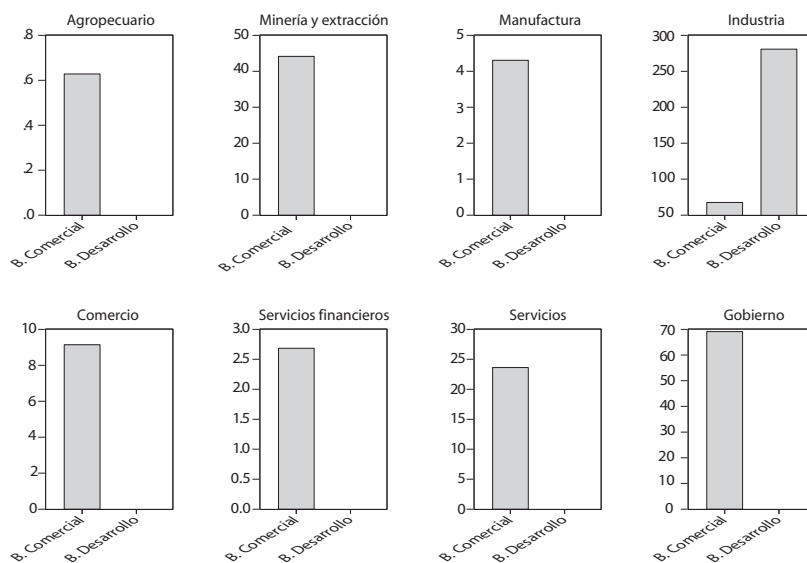 Agropecuario
.8
.6
.4
.2
.0
B. Comercial
B. Desarrollo
Minería y extracción
50
40
30
20
10
0
B. Comercial
B. Desarrollo
Manufactura
5
4
3
2
1
0
B. Comercial
B. Desarrollo
Industria
300
250
200
150
100
50
B. Comercial
B. Desarrollo
Comercio
10
8
6
4
2
0
B. Comercial
B. Desarrollo
Servicios financieros
3.0
2.5
2.0
1.5
1.0
0.5
0.0
B. Comercial
B. Desarrollo
Servicios
30
25
20
15
10
5
0
B. Comercial
B. Desarrollo
Gobierno
70
60
50
40
30
20
10
0
B. Comercial
B. Desarrollo